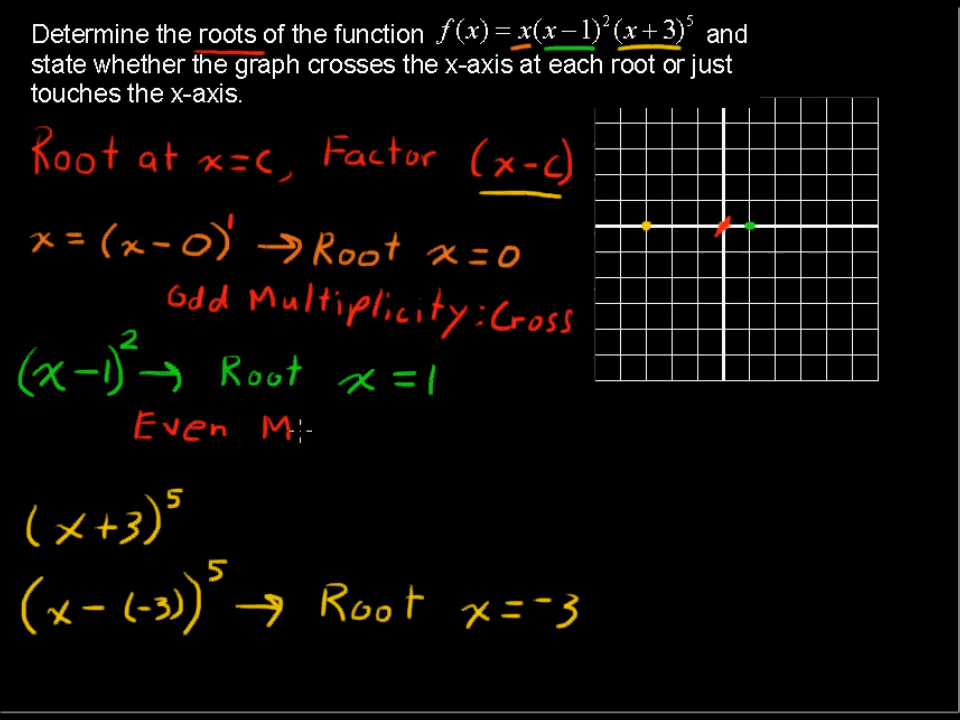 Determine the roots of the function f(x) = x(x−1)²(x+3)⁵ and
state whether the graph crosses the x-axis at each root or just
touches the x-axis.
Root at x=c, Factor (x-c)
x = (x-0)¹ → Root x=0
Odd Multiplicity: Cross
(x-1)² → Root x=1
Even M
(x+3)⁵
(x-(-3))⁵ → Root x=-3